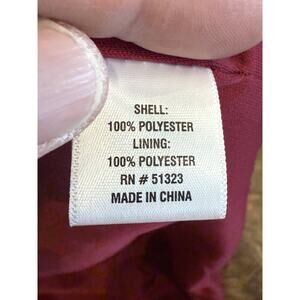 SHELL:
100% POLYESTER
LINING:
100% POLYESTER
RN # 51323
MADE IN CHINA